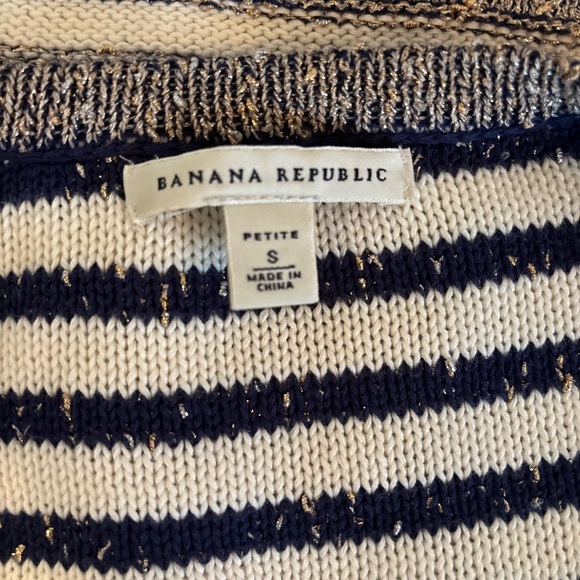 BANANA REPUBLIC
PETITE
S
MADE IN
CHINA